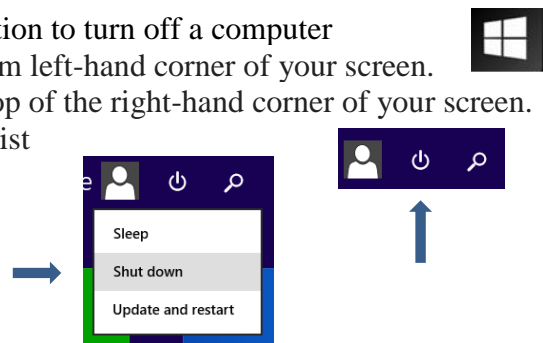 tion to turn off a computer
m left-hand corner of your screen.
op of the right-hand corner of your screen.
ist
e
Sleep
Shut down
Update and restart